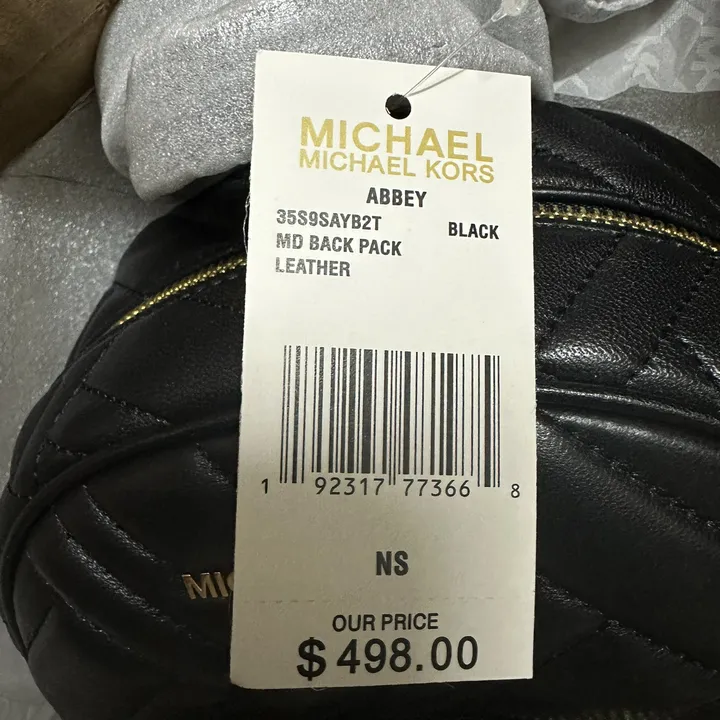 MICHAEL
MICHAEL KORS
ABBEY
35S9SAYB2T BLACK
MD BACK PACK
LEATHER
1 92317 77366 8
NS
OUR PRICE
$498.00